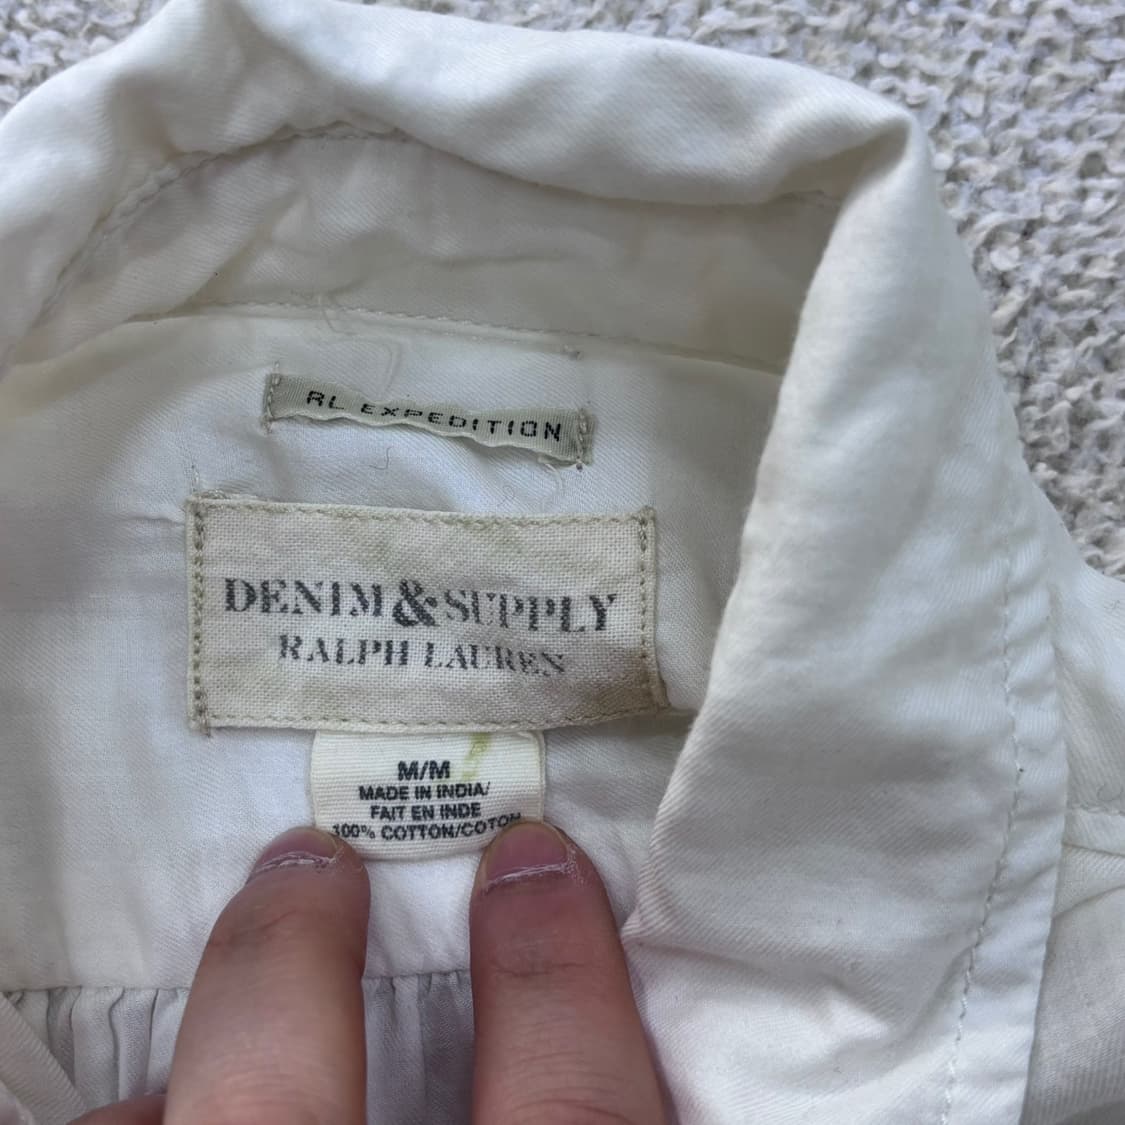 RL EXPEDITION
DENIM & SUPPLY
RALPH LAUREN
M/M
MADE IN INDIA/
FAIT EN INDE
100% COTTON/COTON